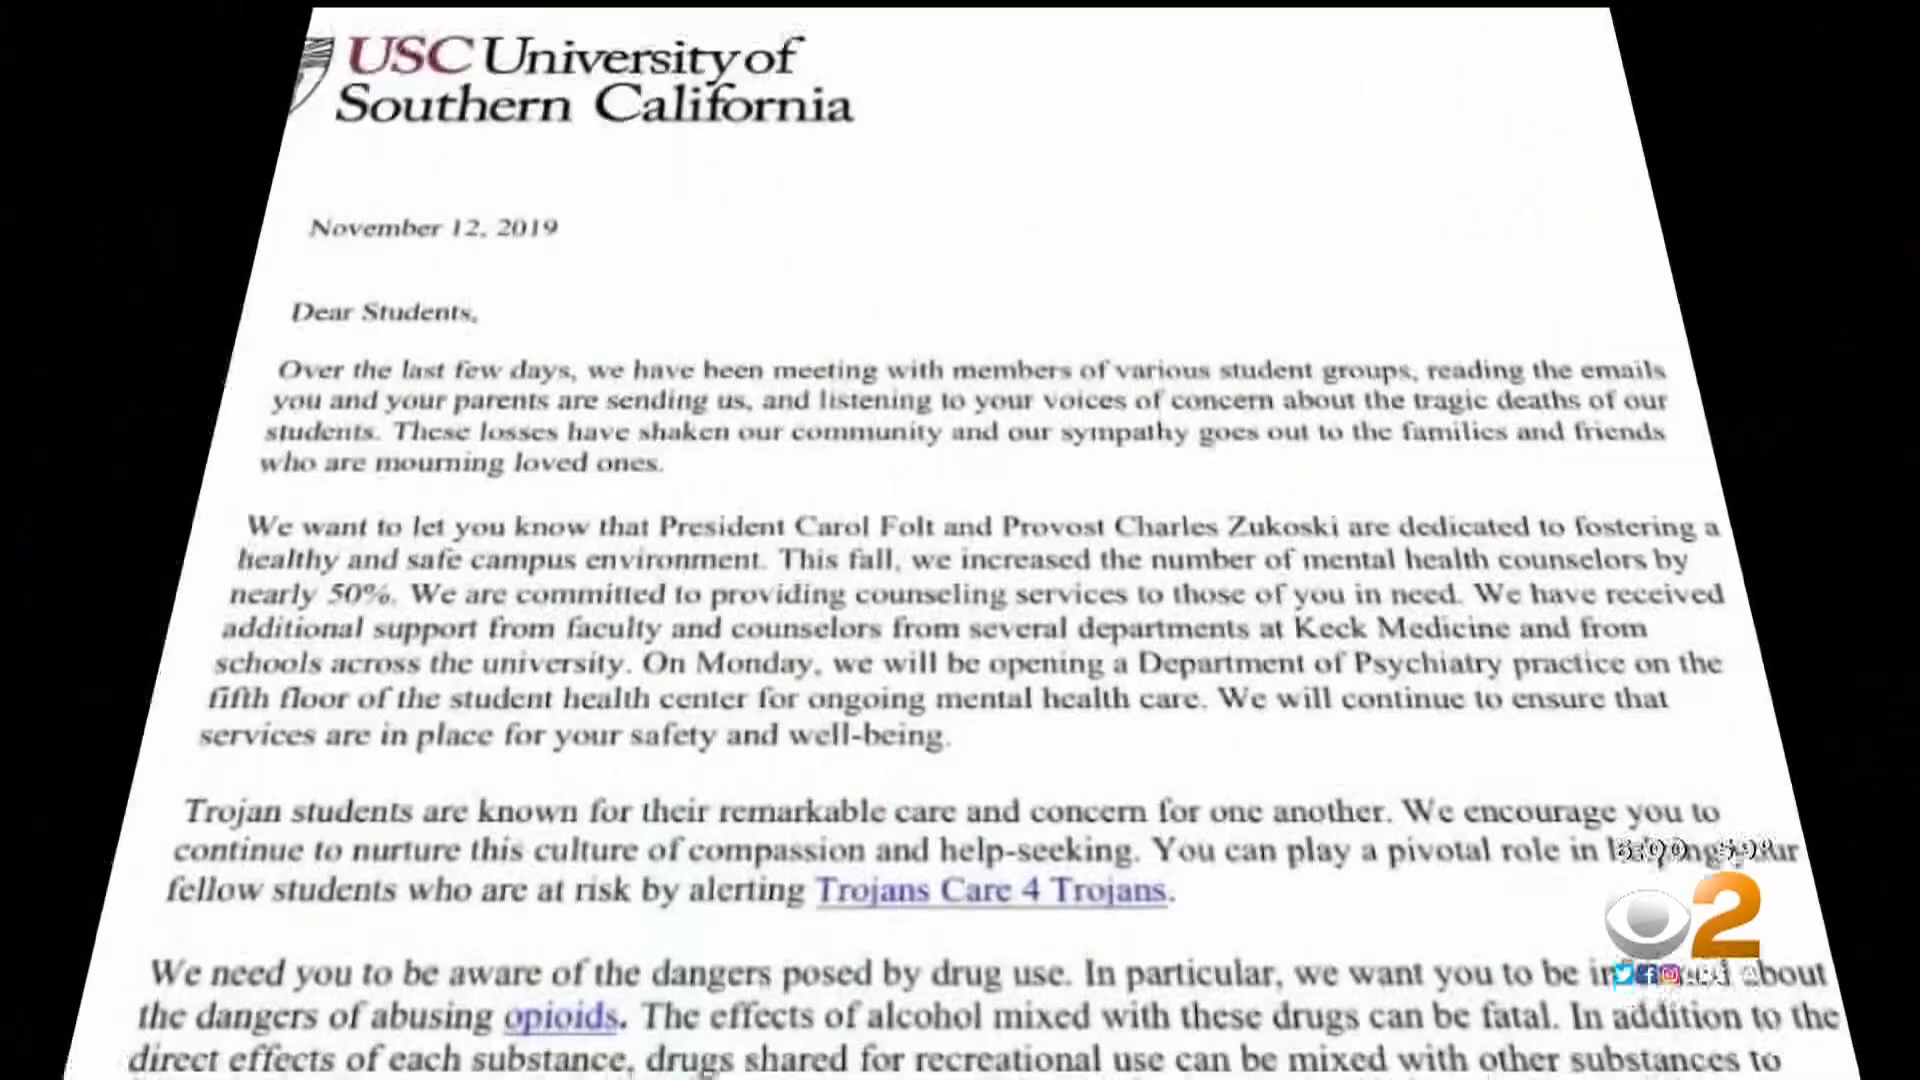 USC University of
Southern California
November 12, 2019
Dear Students,
Over the last few days, we have been meeting with members of various student groups, reading the emails
you and your parents are sending us, and listening to your voices of concern about the tragic deaths of our
students. These losses have shaken our community and our sympathy goes out to the families and friends
who are mourning loved ones.
We want to let you know that President Carol Folt and Provost Charles Zukoski are dedicated to fostering a
healthy and safe campus environment. This fall, we increased the number of mental health counselors by
nearly 50%. We are committed to providing counseling services to those of you in need. We have received
additional support from faculty and counselors from several departments at Keck Medicine and from
schools across the university. On Monday, we will be opening a Department of Psychiatry practice on the
fifth floor of the student health center for ongoing mental health care. We will continue to ensure that
services are in place for your safety and well-being.
Trojan students are known for their remarkable care and concern for one another. We encourage you to
continue to nurture this culture of compassion and help-seeking. You can play a pivotal role in
fellow students who are at risk by alerting Trojans Care 4 Trojans.
2
We need you to be aware of the dangers posed by drug use. In particular, we want you to be about
the dangers of abusing opioids. The effects of alcohol mixed with these drugs can be fatal. In addition to the
direct effects of each substance, drugs shared for recreational use can be mixed with other substances to